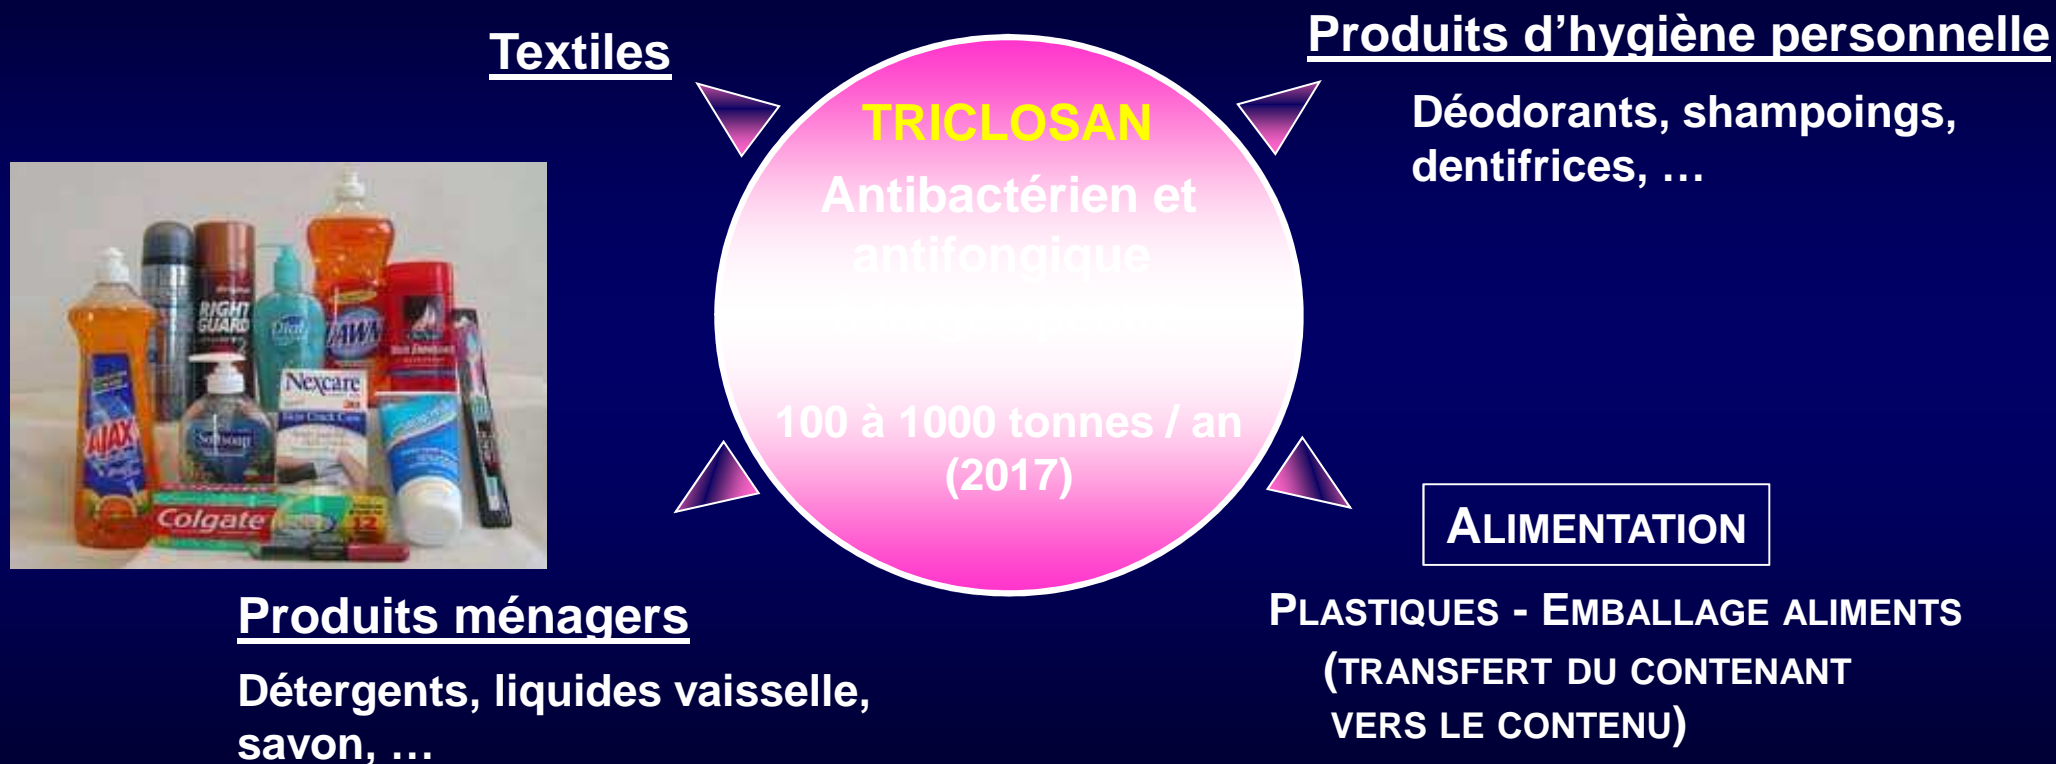 Textiles
Produits d’hygiène personnelle
Déodorants, shampoings,
dentifrices, …
TRICLOSAN
Antibactérien et
antifongique
100 à 1000 tonnes / an
(2017)
RIGHT
GUARD
Dial
DAWN
Nexcare
AJAX
Softsoap
Colgate
12
Produits ménagers
Détergents, liquides vaisselle,
savon, …
ALIMENTATION
PLASTIQUES - EMBALLAGE ALIMENTS
(TRANSFERT DU CONTENANT
VERS LE CONTENU)